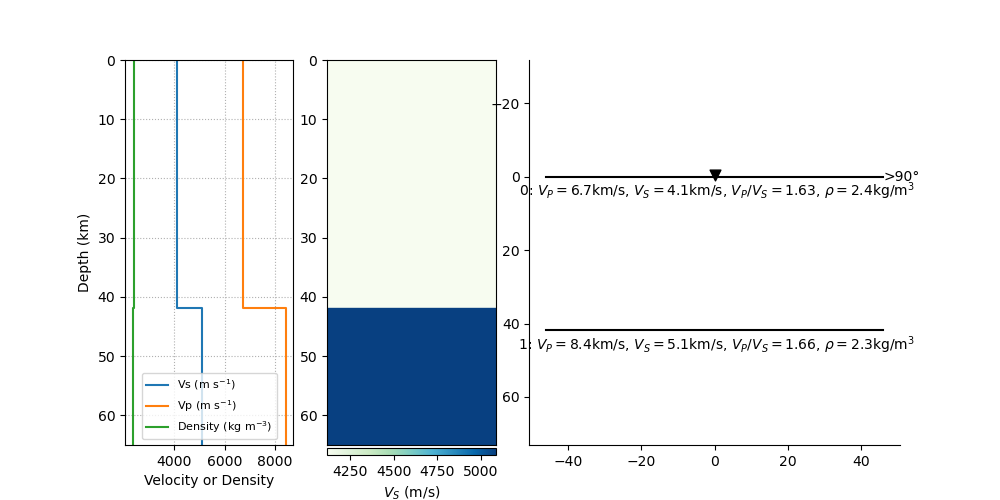 0
10
20
30
40
50
60
Depth (km)
4000 6000 8000
Velocity or Density
Vs (m s⁻¹)
Vp (m s⁻¹)
Density (kg m⁻³)
0
10
20
30
40
50
60
4250 4500 4750 5000
V_S (m/s)
−20
0
20
40
60
−40 −20 0 20 40
>90°
0: V_P = 6.7km/s, V_S = 4.1km/s, V_P/V_S = 1.63, ρ = 2.4kg/m³
1: V_P = 8.4km/s, V_S = 5.1km/s, V_P/V_S = 1.66, ρ = 2.3kg/m³